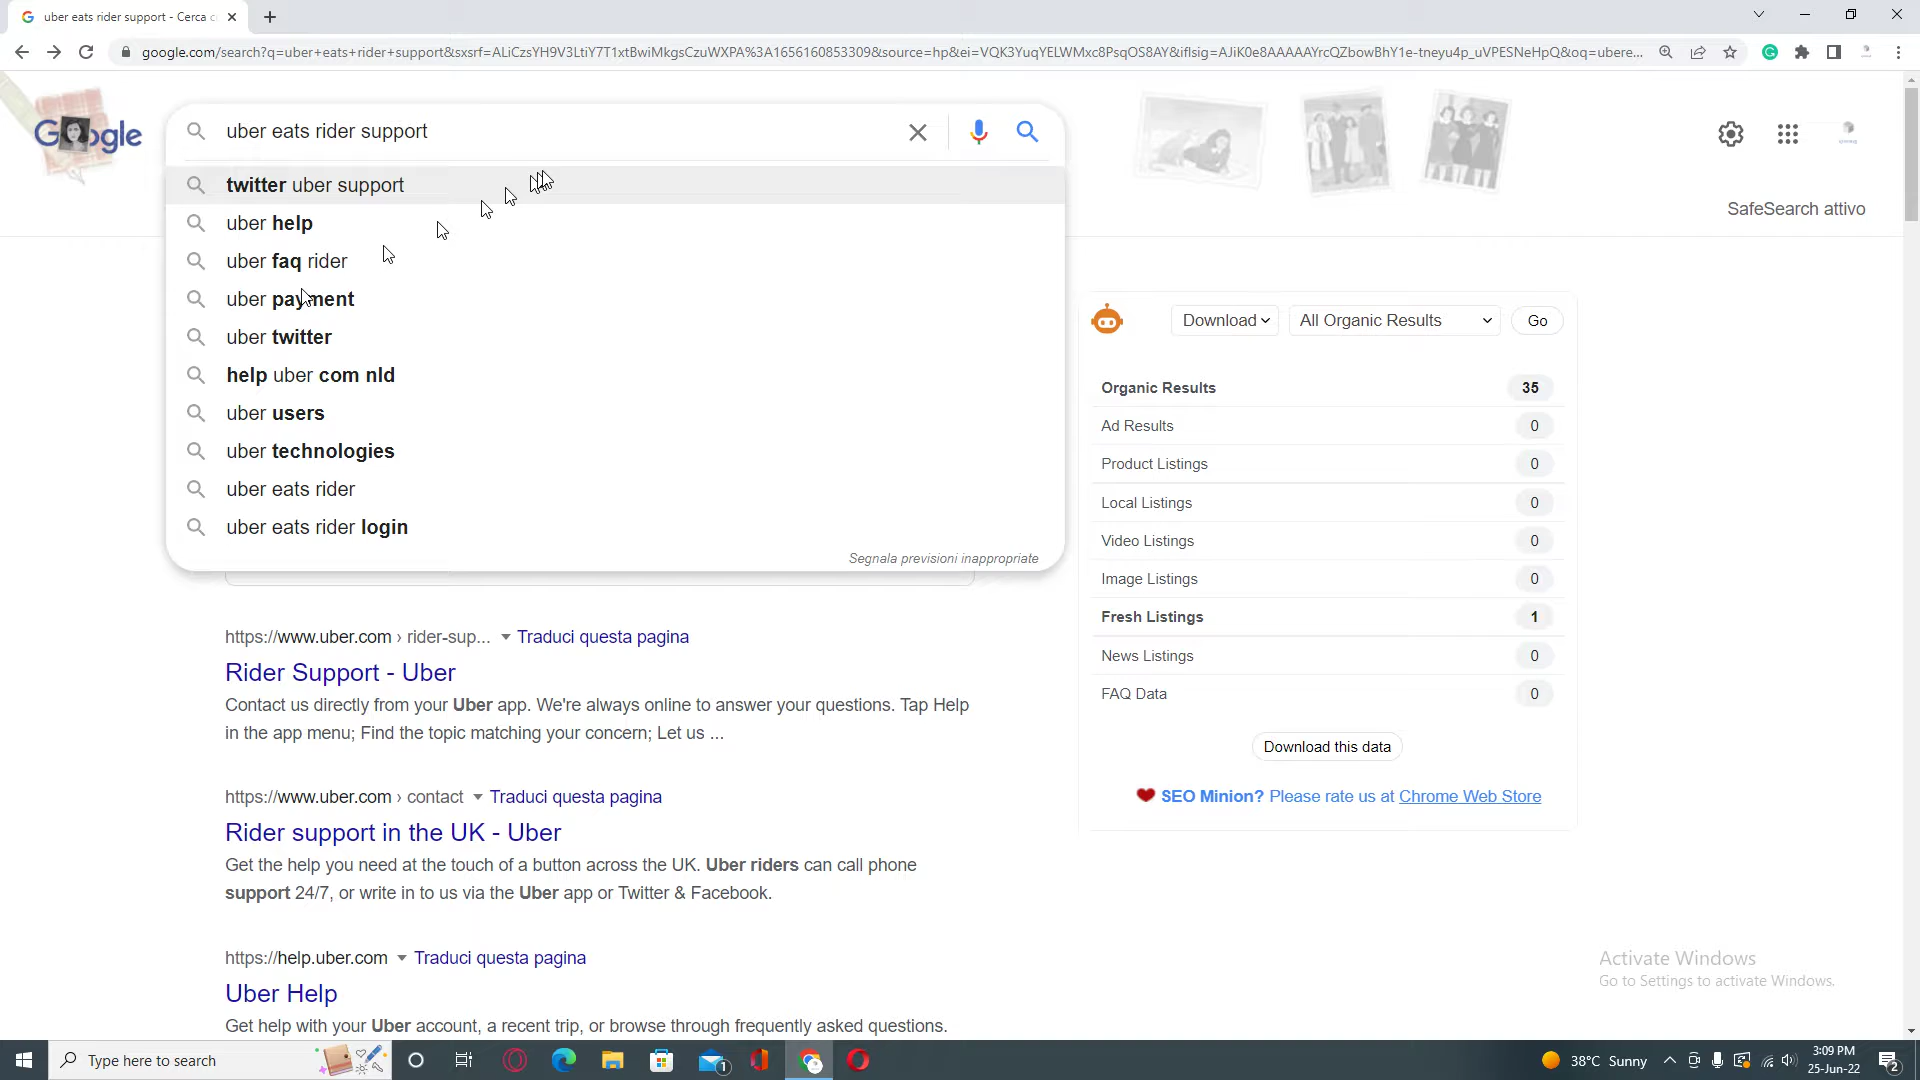 uber eats rider support - Cerca c
google.com/search?q=uber+eats+rider+support&sxsrf=ALiCzsYH9V3LtiY7T1xtBwiMkgsCzuWXPA%3A1656160853309&source=hp&ei=VQK3YuqYELWMxc8PsqOS8AY&iflsig=AJiK0e8AAAAAYrcQZbowBhY1e-tneyu4p_uVPESNeHpQ&oq=ubere...
Google
uber eats rider support
SafeSearch attivo
twitter uber support
uber help
uber faq rider
uber payment
uber twitter
help uber com nld
uber users
uber technologies
uber eats rider
uber eats rider login
Segnala previsioni inappropriate
Download
All Organic Results
Go
Organic Results 35
Ad Results 0
Product Listings 0
Local Listings 0
Video Listings 0
Image Listings 0
Fresh Listings 1
News Listings 0
FAQ Data 0
Download this data
SEO Minion? Please rate us at Chrome Web Store
https://www.uber.com › rider-sup... Traduci questa pagina
Rider Support - Uber
Contact us directly from your Uber app. We're always online to answer your questions. Tap Help
in the app menu; Find the topic matching your concern; Let us ...
https://www.uber.com › contact Traduci questa pagina
Rider support in the UK - Uber
Get the help you need at the touch of a button across the UK. Uber riders can call phone
support 24/7, or write in to us via the Uber app or Twitter & Facebook.
https://help.uber.com Traduci questa pagina
Uber Help
Get help with your Uber account, a recent trip, or browse through frequently asked questions.
Activate Windows
Go to Settings to activate Windows.
Type here to search
1
38°C Sunny
3:09 PM
25-Jun-22
2